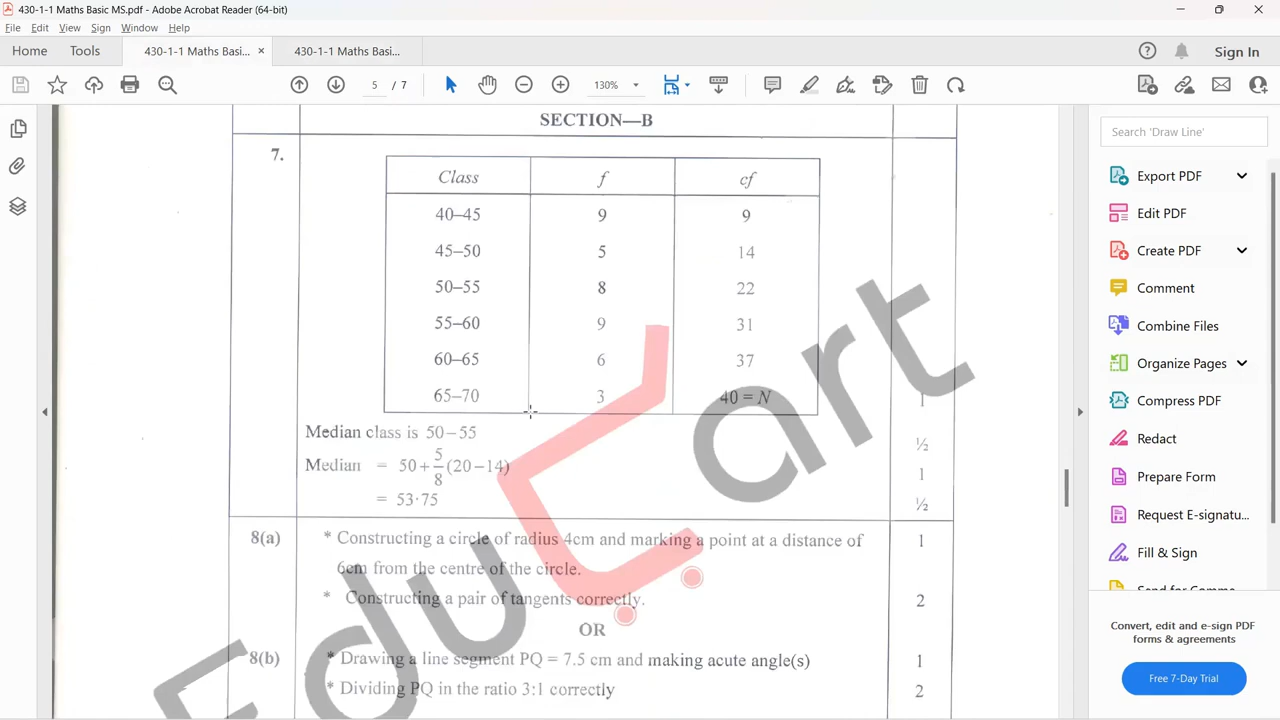 430-1-1 Maths Basic MS.pdf - Adobe Acrobat Reader (64-bit)
File Edit View Sign Window Help
Home Tools 430-1-1 Maths Basi... × 430-1-1 Maths Basi... Sign In
5 / 7 130%
SECTION—B
7.
Class f cf
40–45 9 9
45–50 5 14
50–55 8 22
55–60 9 31
60–65 6 37
65–70 3 40 = N 1
Median class is 50–55 ½
Median = 50 + 5/8 (20–14) 1
= 53·75 ½
8(a) * Constructing a circle of radius 4cm and marking a point at a distance of 1
6cm from the centre of the circle.
* Constructing a pair of tangents correctly. 2
OR
8(b) * Drawing a line segment PQ = 7.5 cm and making acute angle(s) 1
* Dividing PQ in the ratio 3:1 correctly 2
EduCart
Search 'Draw Line'
Export PDF
Edit PDF
Create PDF
Comment
Combine Files
Organize Pages
Compress PDF
Redact
Prepare Form
Request E-signatu...
Fill & Sign
Convert, edit and e-sign PDF
forms & agreements
Free 7-Day Trial